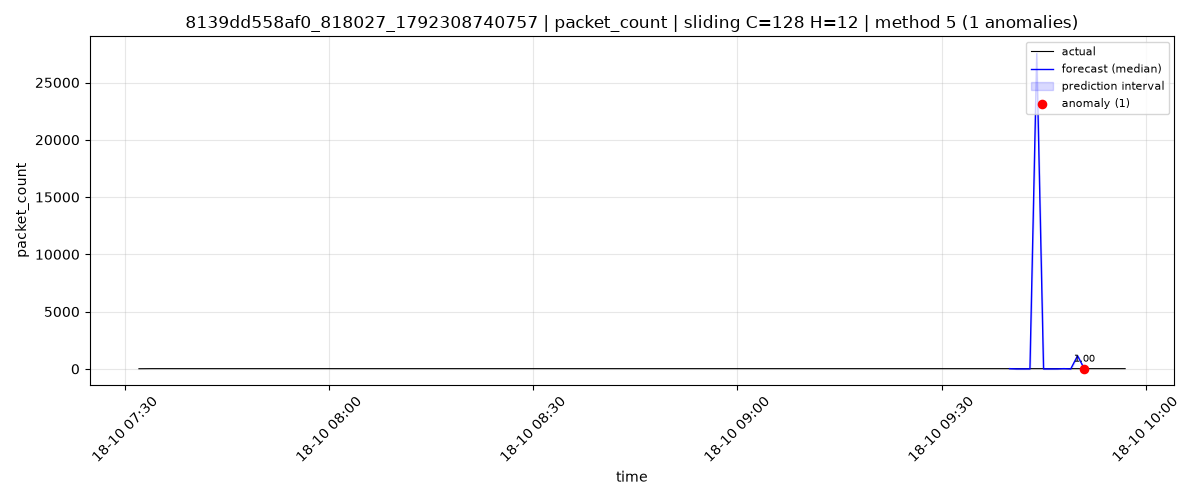 8139dd558af0_818027_1792308740757 | packet_count | sliding C=128 H=12 | method 5 (1 anomalies)
actual
forecast (median)
prediction interval
anomaly (1)
packet_count
25000
20000
15000
10000
5000
0
18-10 07:30
18-10 08:00
18-10 08:30
18-10 09:00
18-10 09:30
18-10 10:00
time